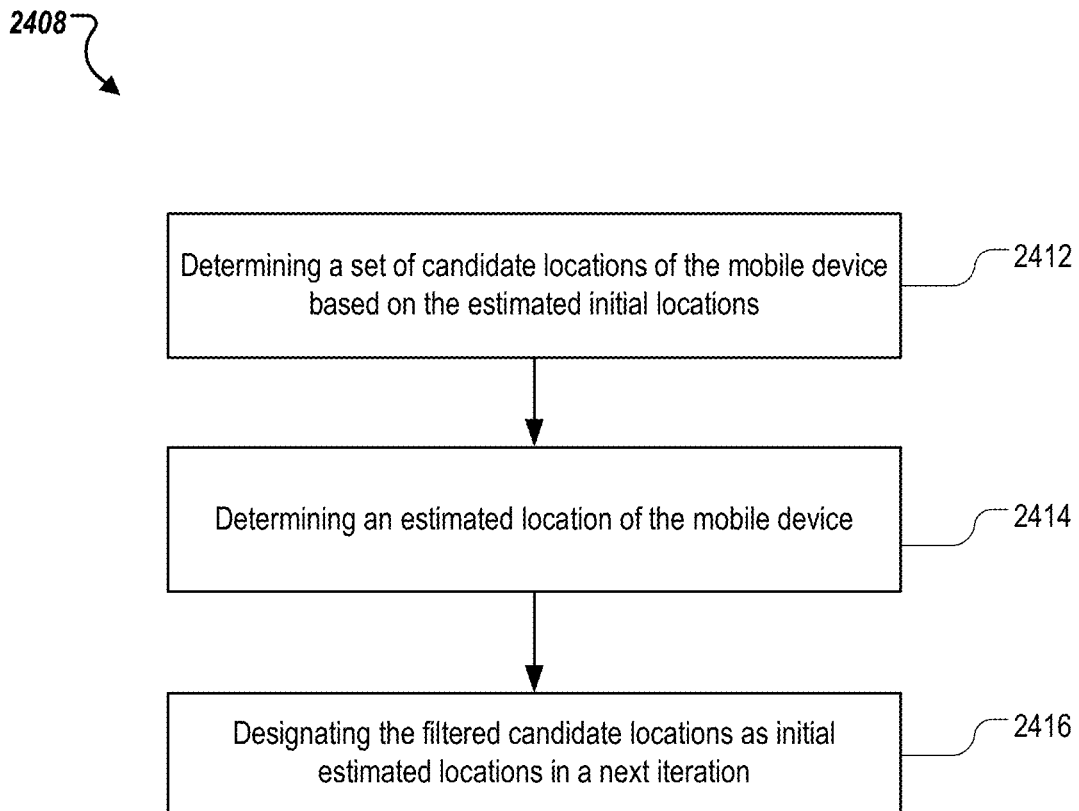 2408
Determining a set of candidate locations of the mobile device
based on the estimated initial locations
2412
Determining an estimated location of the mobile device
2414
Designating the filtered candidate locations as initial
estimated locations in a next iteration
2416